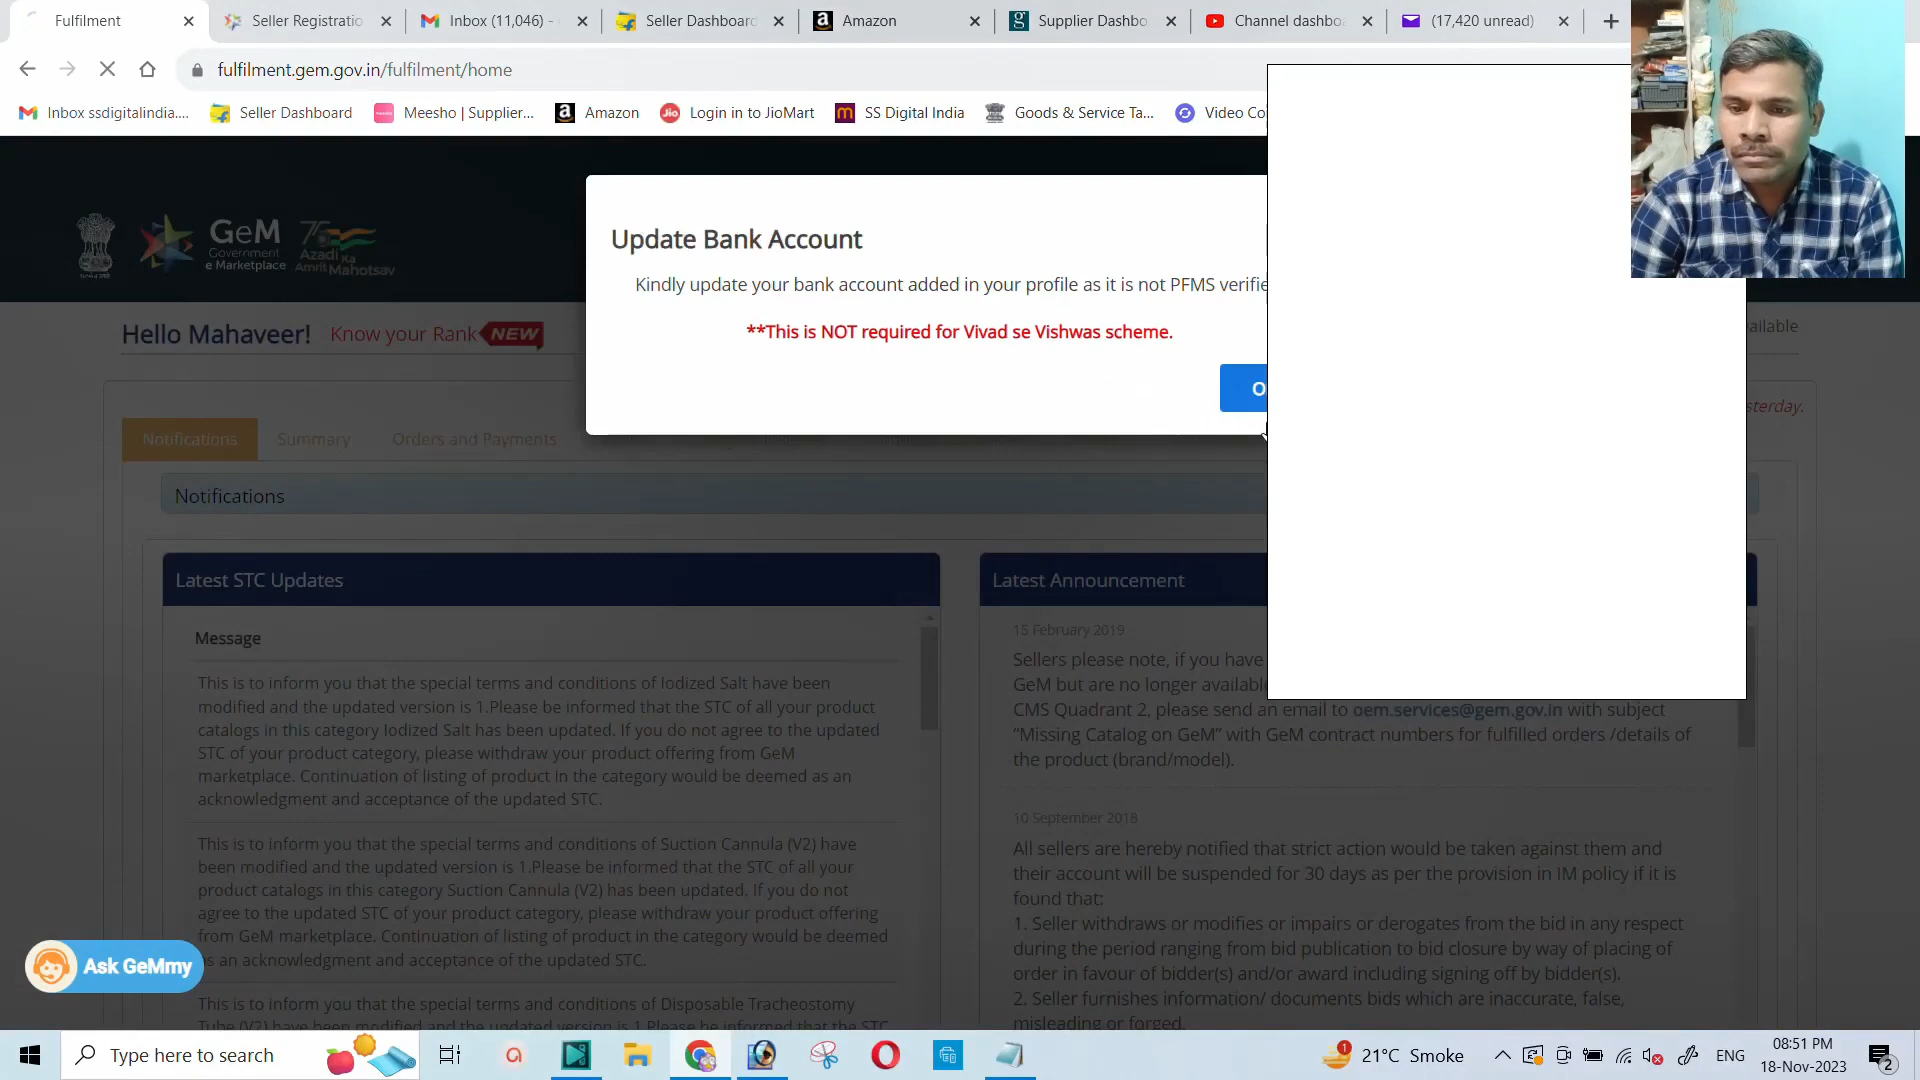 Fulfilment
Seller Registratio
Inbox (11,046) -
Seller Dashboard
Amazon
Supplier Dashbo
Channel dashbo
(17,420 unread)
fulfilment.gem.gov.in/fulfilment/home
Inbox ssdigitalindia....
Seller Dashboard
Meesho | Supplier...
Amazon
Login in to JioMart
SS Digital India
Goods & Service Ta...
Video Co
GeM
Government
e Marketplace
Azadi Ka
Amrit Mahotsav
Update Bank Account
Kindly update your bank account added in your profile as it is not PFMS verifie
**This is NOT required for Vivad se Vishwas scheme.
O
Hello Mahaveer!
Know your Rank
NEW
ailable
sterday.
Notifications
Summary
Orders and Payments
Notifications
Latest STC Updates
Message
This is to inform you that the special terms and conditions of Iodized Salt have been
modified and the updated version is 1.Please be informed that the STC of all your product
catalogs in this category Iodized Salt has been updated. If you do not agree to the updated
STC of your product category, please withdraw your product offering from GeM
marketplace. Continuation of listing of product in the category would be deemed as an
acknowledgment and acceptance of the updated STC.
This is to inform you that the special terms and conditions of Suction Cannula (V2) have
been modified and the updated version is 1.Please be informed that the STC of all your
product catalogs in this category Suction Cannula (V2) has been updated. If you do not
agree to the updated STC of your product category, please withdraw your product offering
from GeM marketplace. Continuation of listing of product in the category would be deemed
as an acknowledgment and acceptance of the updated STC.
This is to inform you that the special terms and conditions of Disposable Tracheostomy
Tube (V2) have been modified and the updated version is 1.Please be informed that the STC
Latest Announcement
15 February 2019
Sellers please note, if you have
GeM but are no longer available
CMS Quadrant 2, please send an email to oem.services@gem.gov.in with subject
“Missing Catalog on GeM” with GeM contract numbers for fulfilled orders /details of
the product (brand/model).
10 September 2018
All sellers are hereby notified that strict action would be taken against them and
their account will be suspended for 30 days as per the provision in IM policy if it is
found that:
1. Seller withdraws or modifies or impairs or derogates from the bid in any respect
during the period ranging from bid publication to bid closure by way of placing of
order in favour of bidder(s) and/or award including signing off by bidder(s).
2. Seller furnishes information/ documents bids which are inaccurate, false,
misleading or forged.
Ask GeMmy
Type here to search
1
21°C Smoke
ENG
08:51 PM
18-Nov-2023
2